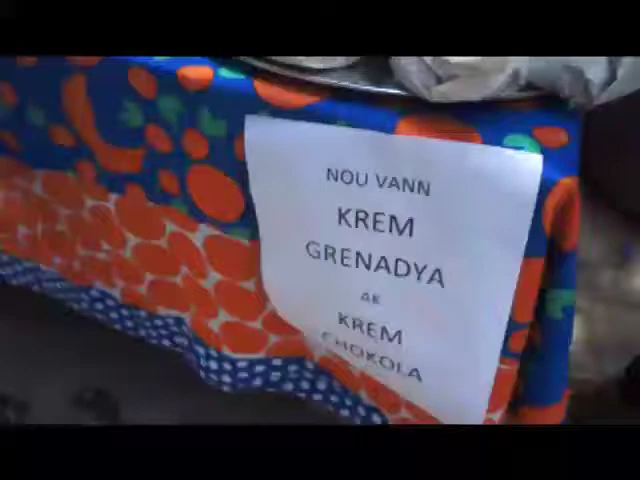 NOU VANN
KREM
GRENADYA
AK
KREM
CHOKOLA